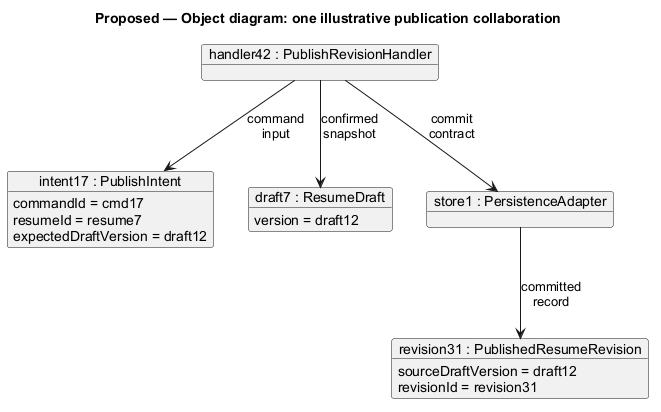 Proposed — Object diagram: one illustrative publication collaboration
handler42 : PublishRevisionHandler
command
input
confirmed
snapshot
commit
contract
intent17 : PublishIntent
commandId = cmd17
resumeId = resume7
expectedDraftVersion = draft12
draft7 : ResumeDraft
version = draft12
store1 : PersistenceAdapter
committed
record
revision31 : PublishedResumeRevision
sourceDraftVersion = draft12
revisionId = revision31